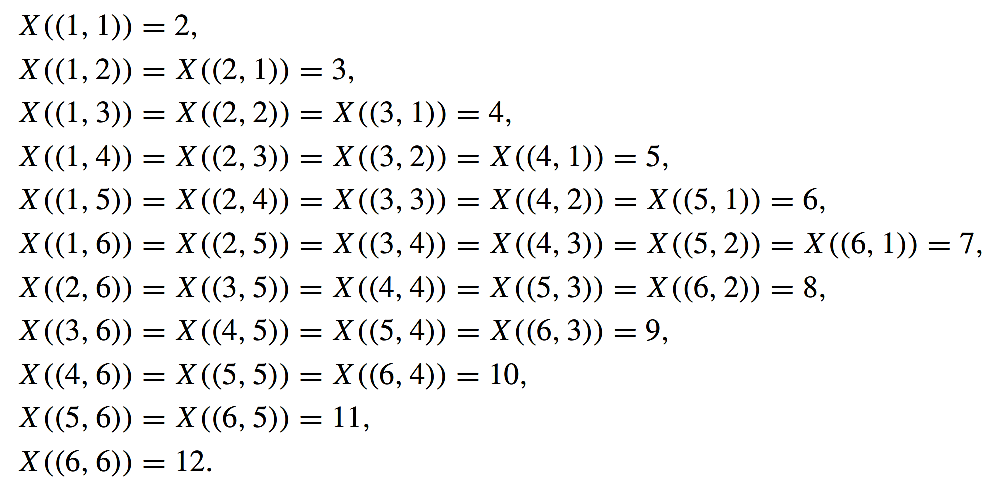 X((1, 1)) = 2,
X((1, 2)) = X((2, 1)) = 3,
X((1, 3)) = X((2, 2)) = X((3, 1)) = 4,
X((1, 4)) = X((2, 3)) = X((3, 2)) = X((4, 1)) = 5,
X((1, 5)) = X((2, 4)) = X((3, 3)) = X((4, 2)) = X((5, 1)) = 6,
X((1, 6)) = X((2, 5)) = X((3, 4)) = X((4, 3)) = X((5, 2)) = X((6, 1)) = 7,
X((2, 6)) = X((3, 5)) = X((4, 4)) = X((5, 3)) = X((6, 2)) = 8,
X((3, 6)) = X((4, 5)) = X((5, 4)) = X((6, 3)) = 9,
X((4, 6)) = X((5, 5)) = X((6, 4)) = 10,
X((5, 6)) = X((6, 5)) = 11,
X((6, 6)) = 12.